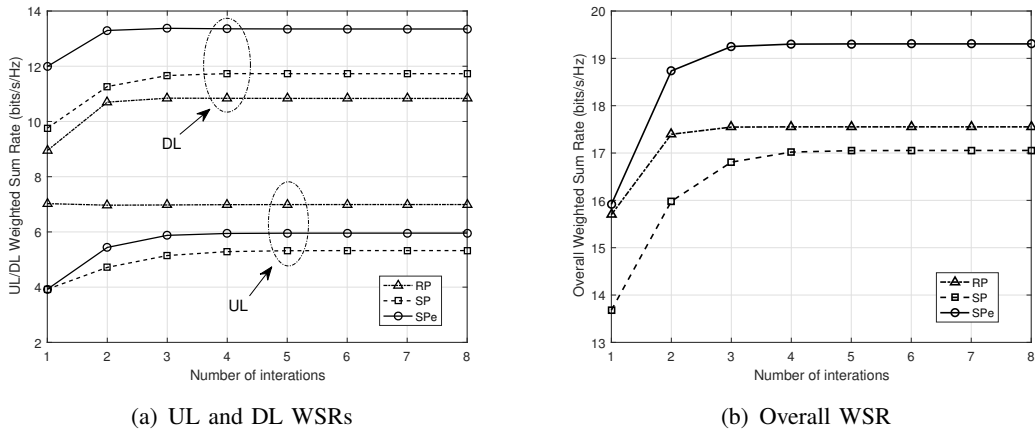 14
12
10
8
6
4
2
UL/DL Weighted Sum Rate (bits/s/Hz)
DL
UL
RP
SP
SPe
1 2 3 4 5 6 7 8
Number of interations
(a) UL and DL WSRs
20
19
18
17
16
15
14
13
Overall Weighted Sum Rate (bits/s/Hz)
RP
SP
SPe
1 2 3 4 5 6 7 8
Number of interations
(b) Overall WSR